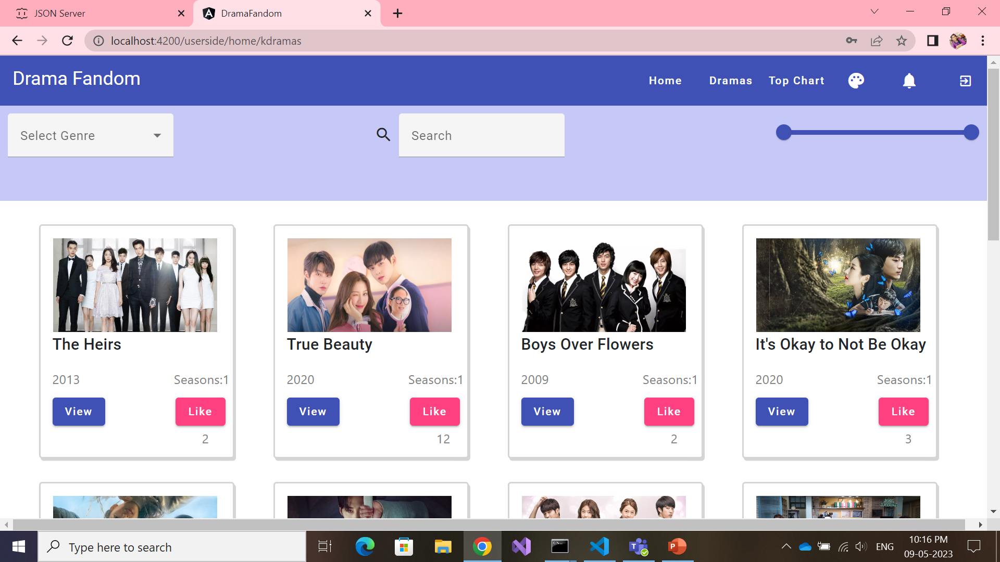 JSON Server
DramaFandom
localhost:4200/userside/home/kdramas
Drama Fandom
Home Dramas Top Chart
Select Genre
Search
The Heirs
2013 Seasons:1
View Like
2
True Beauty
2020 Seasons:1
View Like
12
Boys Over Flowers
2009 Seasons:1
View Like
2
It's Okay to Not Be Okay
2020 Seasons:1
View Like
3
Type here to search
ENG
10:16 PM
09-05-2023